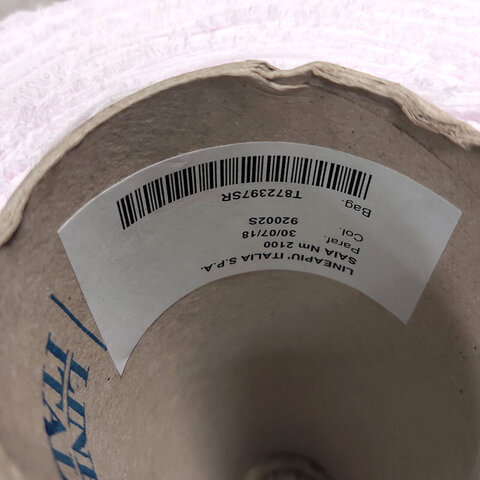 LINEAPIU' ITALIA S.P.A.
SAIA Nm 2100
Paraf. 30/07/18
Col. 92002S
Bag. T872397SR